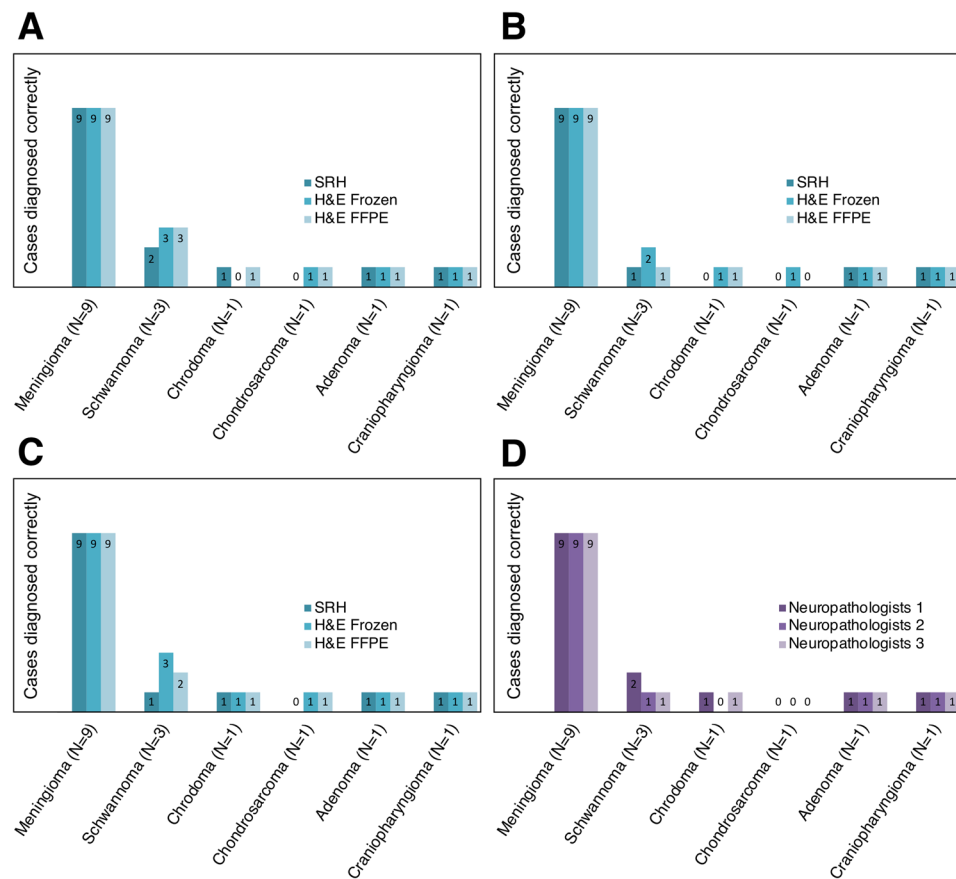 A
Cases diagnosed correctly
9 9 9
2 3 3
1 0 1
0 1 1
1 1 1
1 1 1
SRH
H&E Frozen
H&E FFPE
Meningioma (N=9)
Schwannoma (N=3)
Chrodoma (N=1)
Chondrosarcoma (N=1)
Adenoma (N=1)
Craniopharyngioma (N=1)
B
Cases diagnosed correctly
9 9 9
1 2 1
0 1 1
0 1 0
1 1 1
1 1 1
SRH
H&E Frozen
H&E FFPE
Meningioma (N=9)
Schwannoma (N=3)
Chrodoma (N=1)
Chondrosarcoma (N=1)
Adenoma (N=1)
Craniopharyngioma (N=1)
C
Cases diagnosed correctly
9 9 9
1 3 2
1 1 1
0 1 1
1 1 1
1 1 1
SRH
H&E Frozen
H&E FFPE
Meningioma (N=9)
Schwannoma (N=3)
Chrodoma (N=1)
Chondrosarcoma (N=1)
Adenoma (N=1)
Craniopharyngioma (N=1)
D
Cases diagnosed correctly
9 9 9
2 1 1
1 0 1
0 0 0
1 1 1
1 1 1
Neuropathologists 1
Neuropathologists 2
Neuropathologists 3
Meningioma (N=9)
Schwannoma (N=3)
Chrodoma (N=1)
Chondrosarcoma (N=1)
Adenoma (N=1)
Craniopharyngioma (N=1)